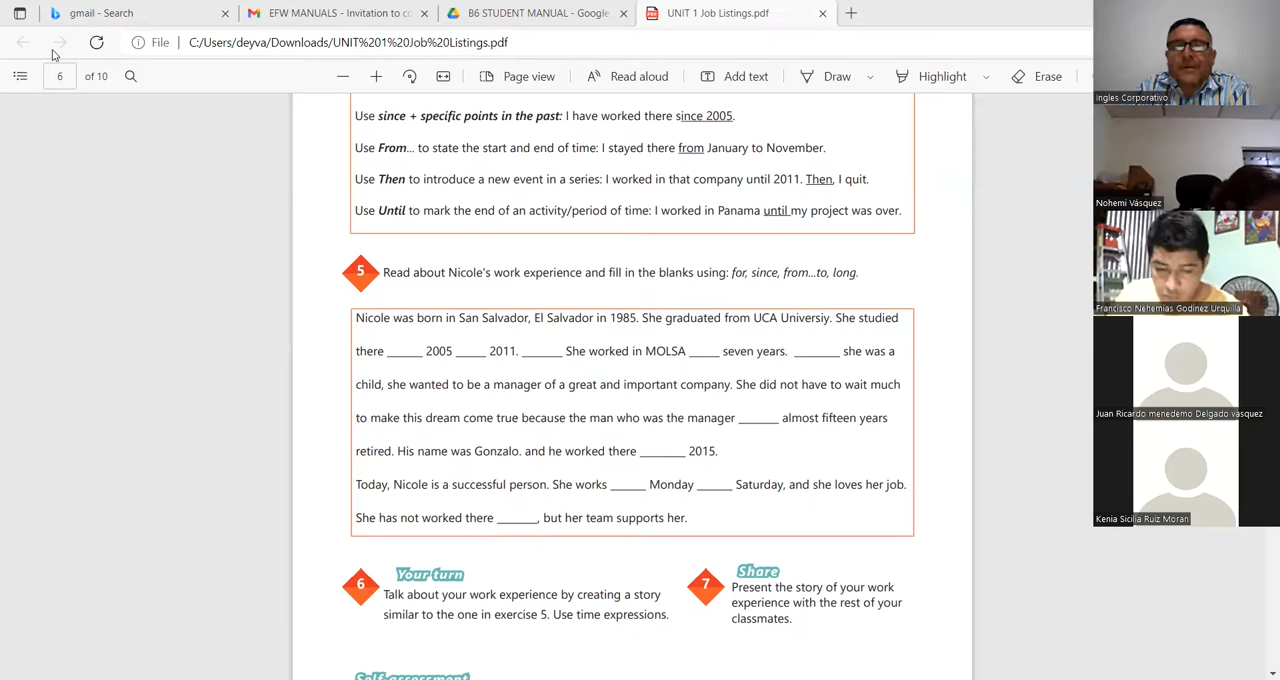 gmail - Search
EFW MANUALS - Invitation to co
B6 STUDENT MANUAL - Google
UNIT 1 Job Listings.pdf
File
C:/Users/deyva/Downloads/UNIT%201%20Job%20Listings.pdf
6 of 10
Page view
Read aloud
Add text
Draw
Highlight
Erase
Use since + specific points in the past: I have worked there since 2005.
Use From... to state the start and end of time: I stayed there from January to November.
Use Then to introduce a new event in a series: I worked in that company until 2011. Then, I quit.
Use Until to mark the end of an activity/period of time: I worked in Panama until my project was over.
5 Read about Nicole's work experience and fill in the blanks using: for, since, from...to, long.
Nicole was born in San Salvador, El Salvador in 1985. She graduated from UCA Universiy. She studied
there ______ 2005 _____ 2011. _______ She worked in MOLSA _____ seven years. ________ she was a
child, she wanted to be a manager of a great and important company. She did not have to wait much
to make this dream come true because the man who was the manager _______ almost fifteen years
retired. His name was Gonzalo. and he worked there ________ 2015.
Today, Nicole is a successful person. She works ______ Monday ______ Saturday, and she loves her job.
She has not worked there _______, but her team supports her.
6 Your turn
Talk about your work experience by creating a story
similar to the one in exercise 5. Use time expressions.
7 Share
Present the story of your work
experience with the rest of your
classmates.
Self-assessment
Ingles Corporativo
Nohemi Vásquez
Francisco Nehemias Godinez Urquilla
Juan Ricardo menedemo Delgado vasquez
Kenia Sicilia Ruiz Moran